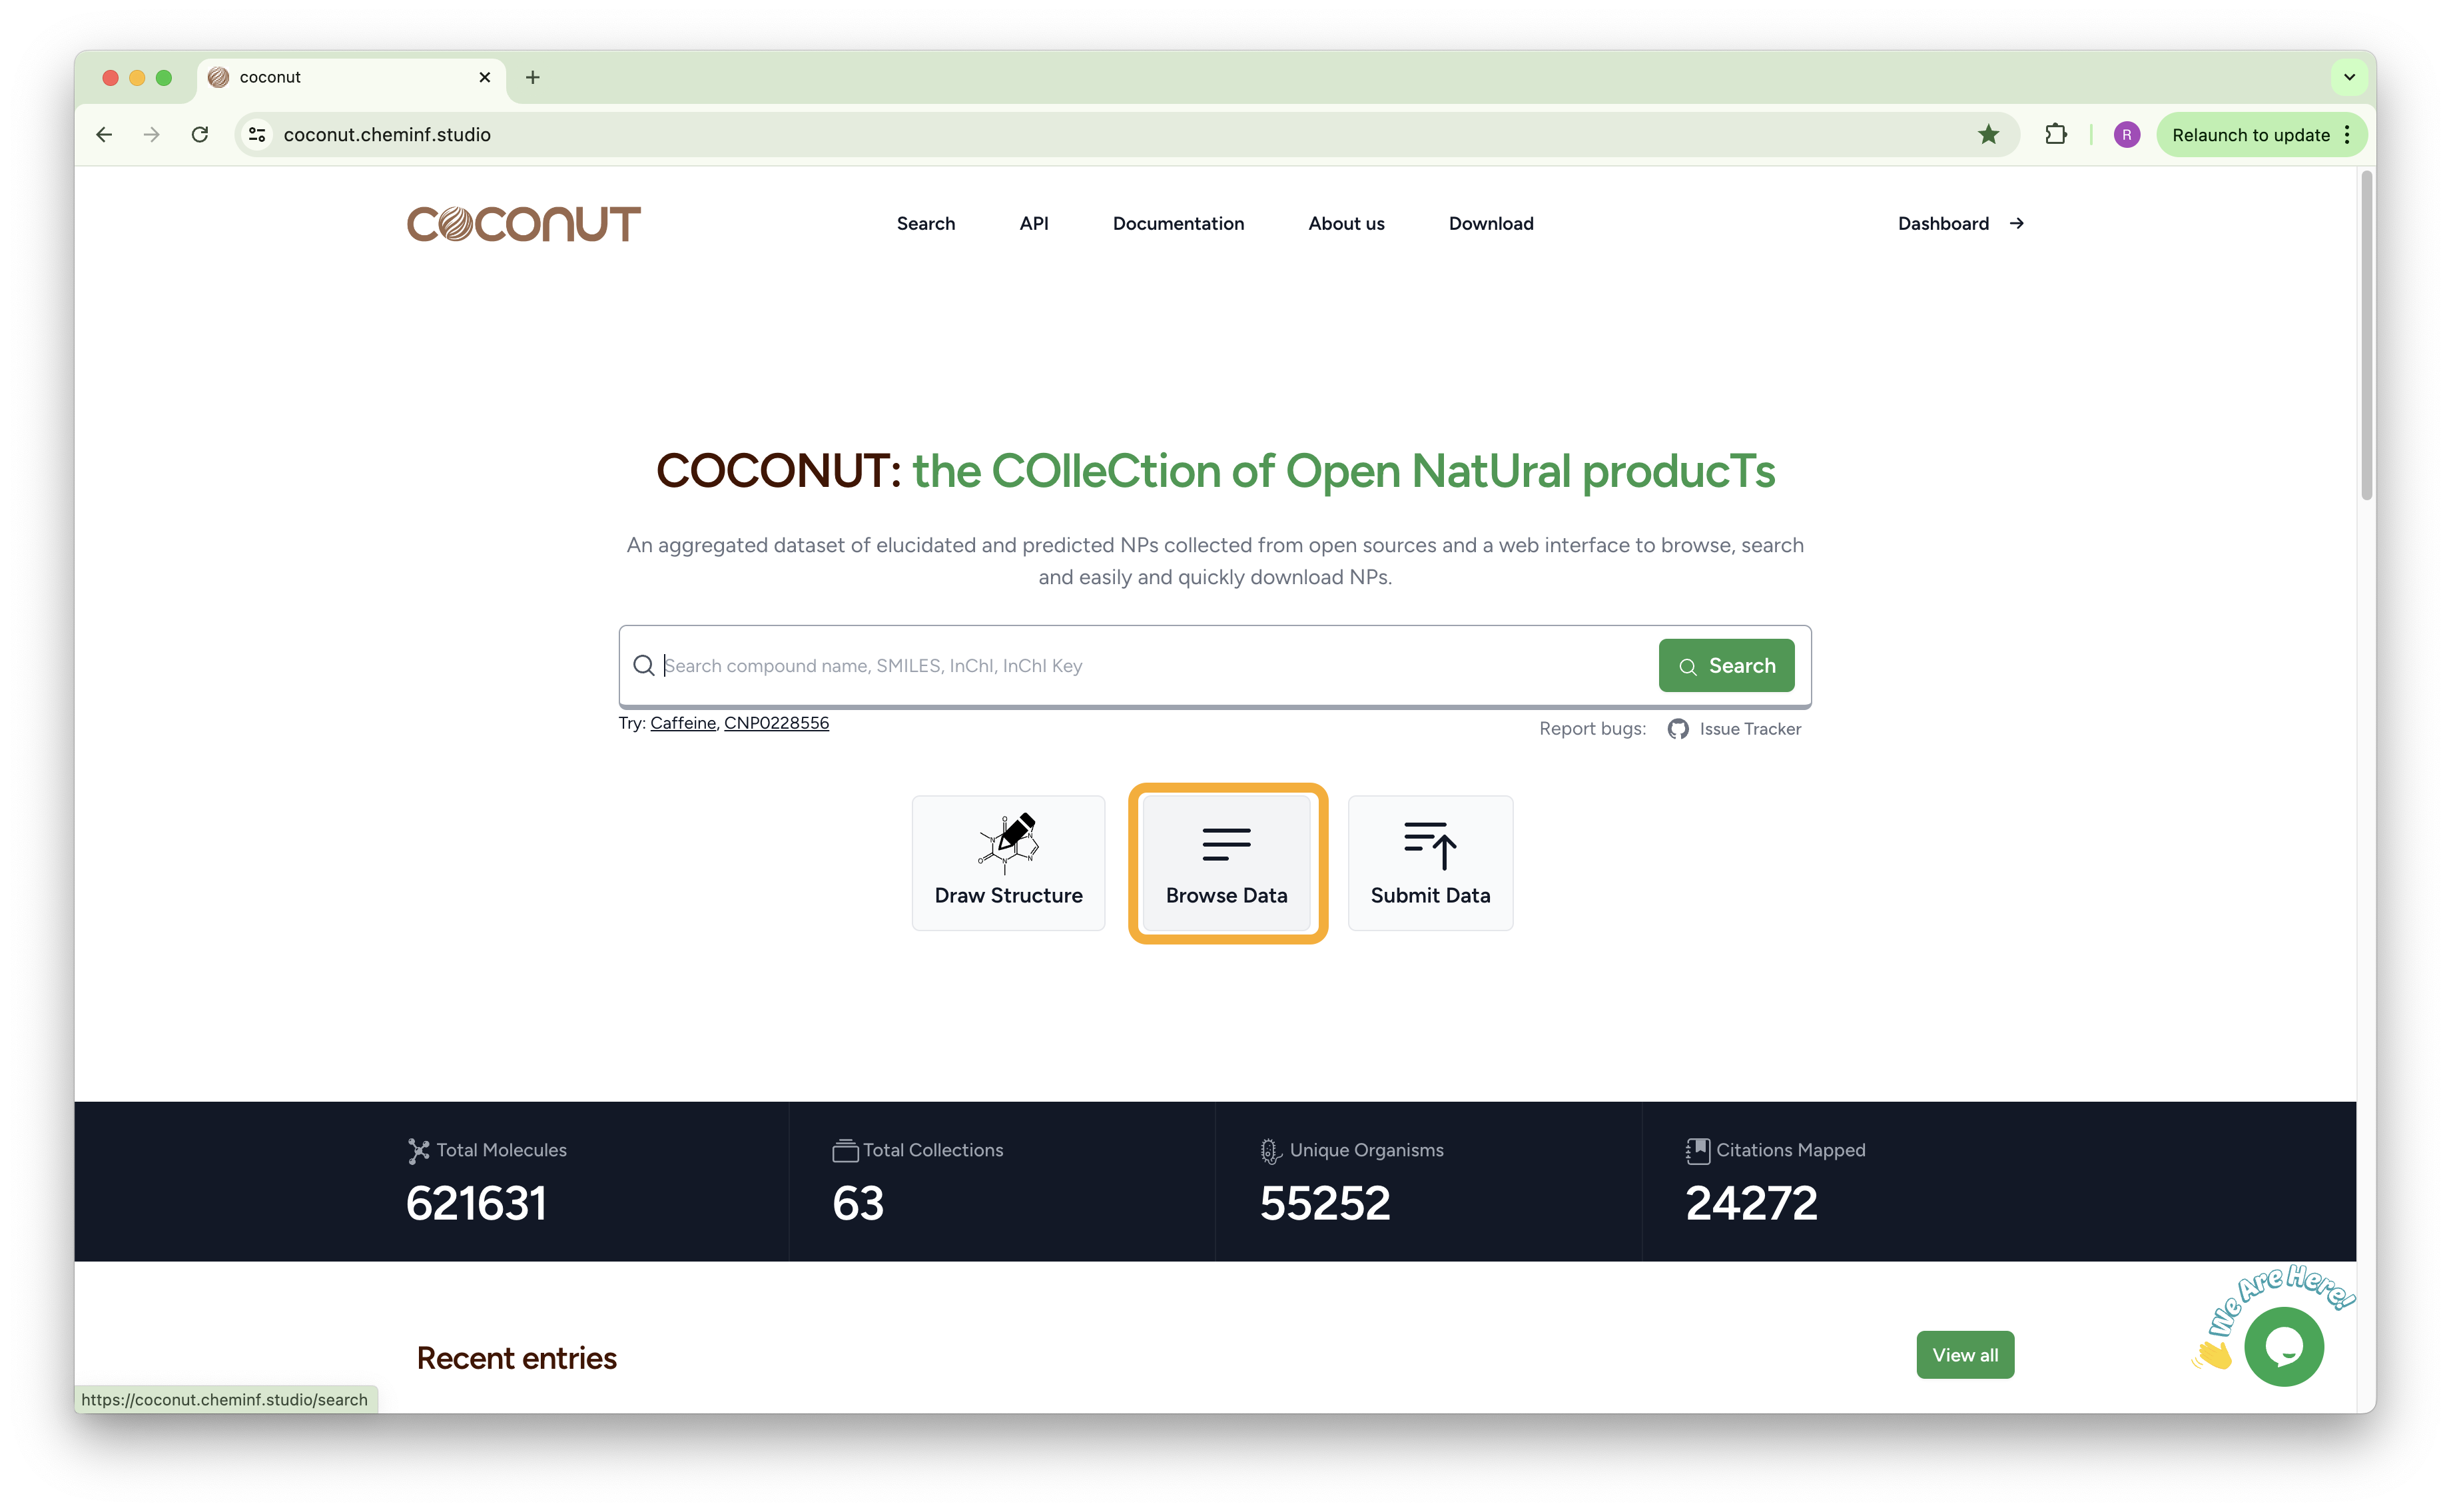 coconut
coconut.cheminf.studio
R
Relaunch to update
COCONUT
Search
API
Documentation
About us
Download
Dashboard
COCONUT: the COlleCtion of Open NatUral producTs
An aggregated dataset of elucidated and predicted NPs collected from open sources and a web interface to browse, search
and easily and quickly download NPs.
Search compound name, SMILES, InChI, InChI Key
Search
Try: Caffeine, CNP0228556
Report bugs: Issue Tracker
Draw Structure
Browse Data
Submit Data
Total Molecules
621631
Total Collections
63
Unique Organisms
55252
Citations Mapped
24272
We Are Here!
Recent entries
View all
https://coconut.cheminf.studio/search